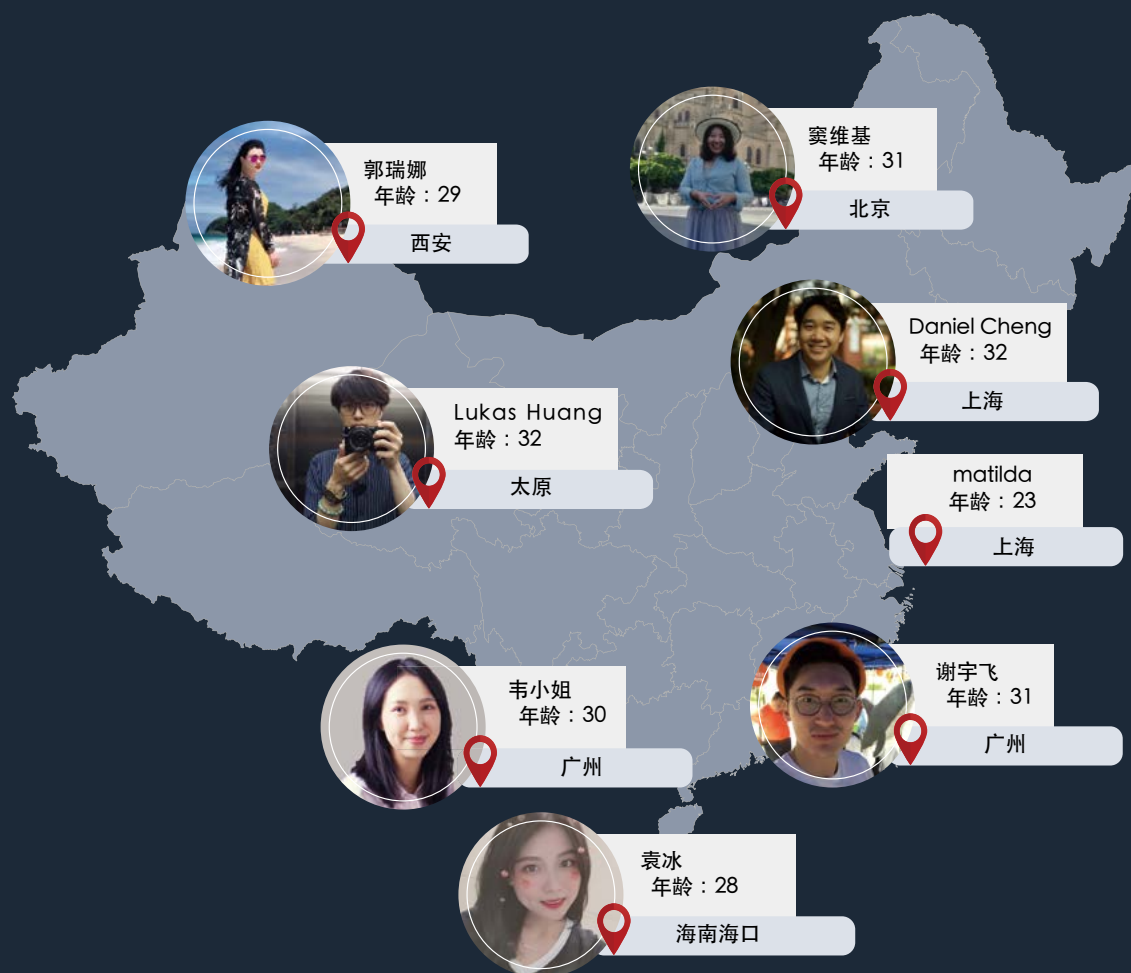 郭瑞娜
年龄：29
西安
窦维基
年龄：31
北京
Daniel Cheng
年龄：32
上海
Lukas Huang
年龄：32
太原
matilda
年龄：23
上海
韦小姐
年龄：30
广州
谢宇飞
年龄：31
广州
袁冰
年龄：28
海南海口